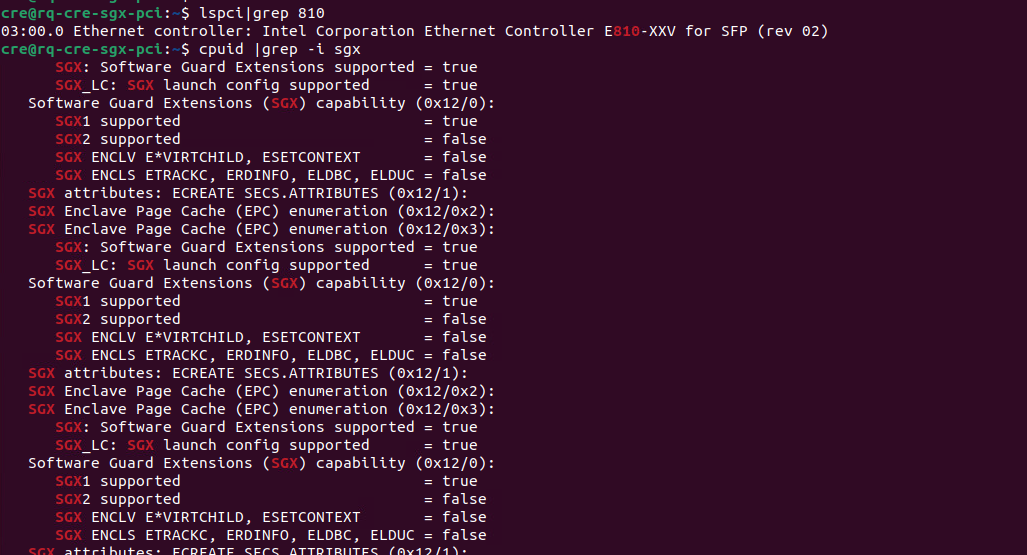 cre@rq-cre-sgx-pci:~$ lspci|grep 810
03:00.0 Ethernet controller: Intel Corporation Ethernet Controller E810-XXV for SFP (rev 02)
cre@rq-cre-sgx-pci:~$ cpuid |grep -i sgx
      SGX: Software Guard Extensions supported = true
      SGX_LC: SGX launch config supported      = true
   Software Guard Extensions (SGX) capability (0x12/0):
      SGX1 supported                           = true
      SGX2 supported                           = false
      SGX ENCLV E*VIRTCHILD, ESETCONTEXT       = false
      SGX ENCLS ETRACKC, ERDINFO, ELDBC, ELDUC = false
   SGX attributes: ECREATE SECS.ATTRIBUTES (0x12/1):
   SGX Enclave Page Cache (EPC) enumeration (0x12/0x2):
   SGX Enclave Page Cache (EPC) enumeration (0x12/0x3):
      SGX: Software Guard Extensions supported = true
      SGX_LC: SGX launch config supported      = true
   Software Guard Extensions (SGX) capability (0x12/0):
      SGX1 supported                           = true
      SGX2 supported                           = false
      SGX ENCLV E*VIRTCHILD, ESETCONTEXT       = false
      SGX ENCLS ETRACKC, ERDINFO, ELDBC, ELDUC = false
   SGX attributes: ECREATE SECS.ATTRIBUTES (0x12/1):
   SGX Enclave Page Cache (EPC) enumeration (0x12/0x2):
   SGX Enclave Page Cache (EPC) enumeration (0x12/0x3):
      SGX: Software Guard Extensions supported = true
      SGX_LC: SGX launch config supported      = true
   Software Guard Extensions (SGX) capability (0x12/0):
      SGX1 supported                           = true
      SGX2 supported                           = false
      SGX ENCLV E*VIRTCHILD, ESETCONTEXT       = false
      SGX ENCLS ETRACKC, ERDINFO, ELDBC, ELDUC = false
   SGX attributes: ECREATE SECS.ATTRIBUTES (0x12/1):